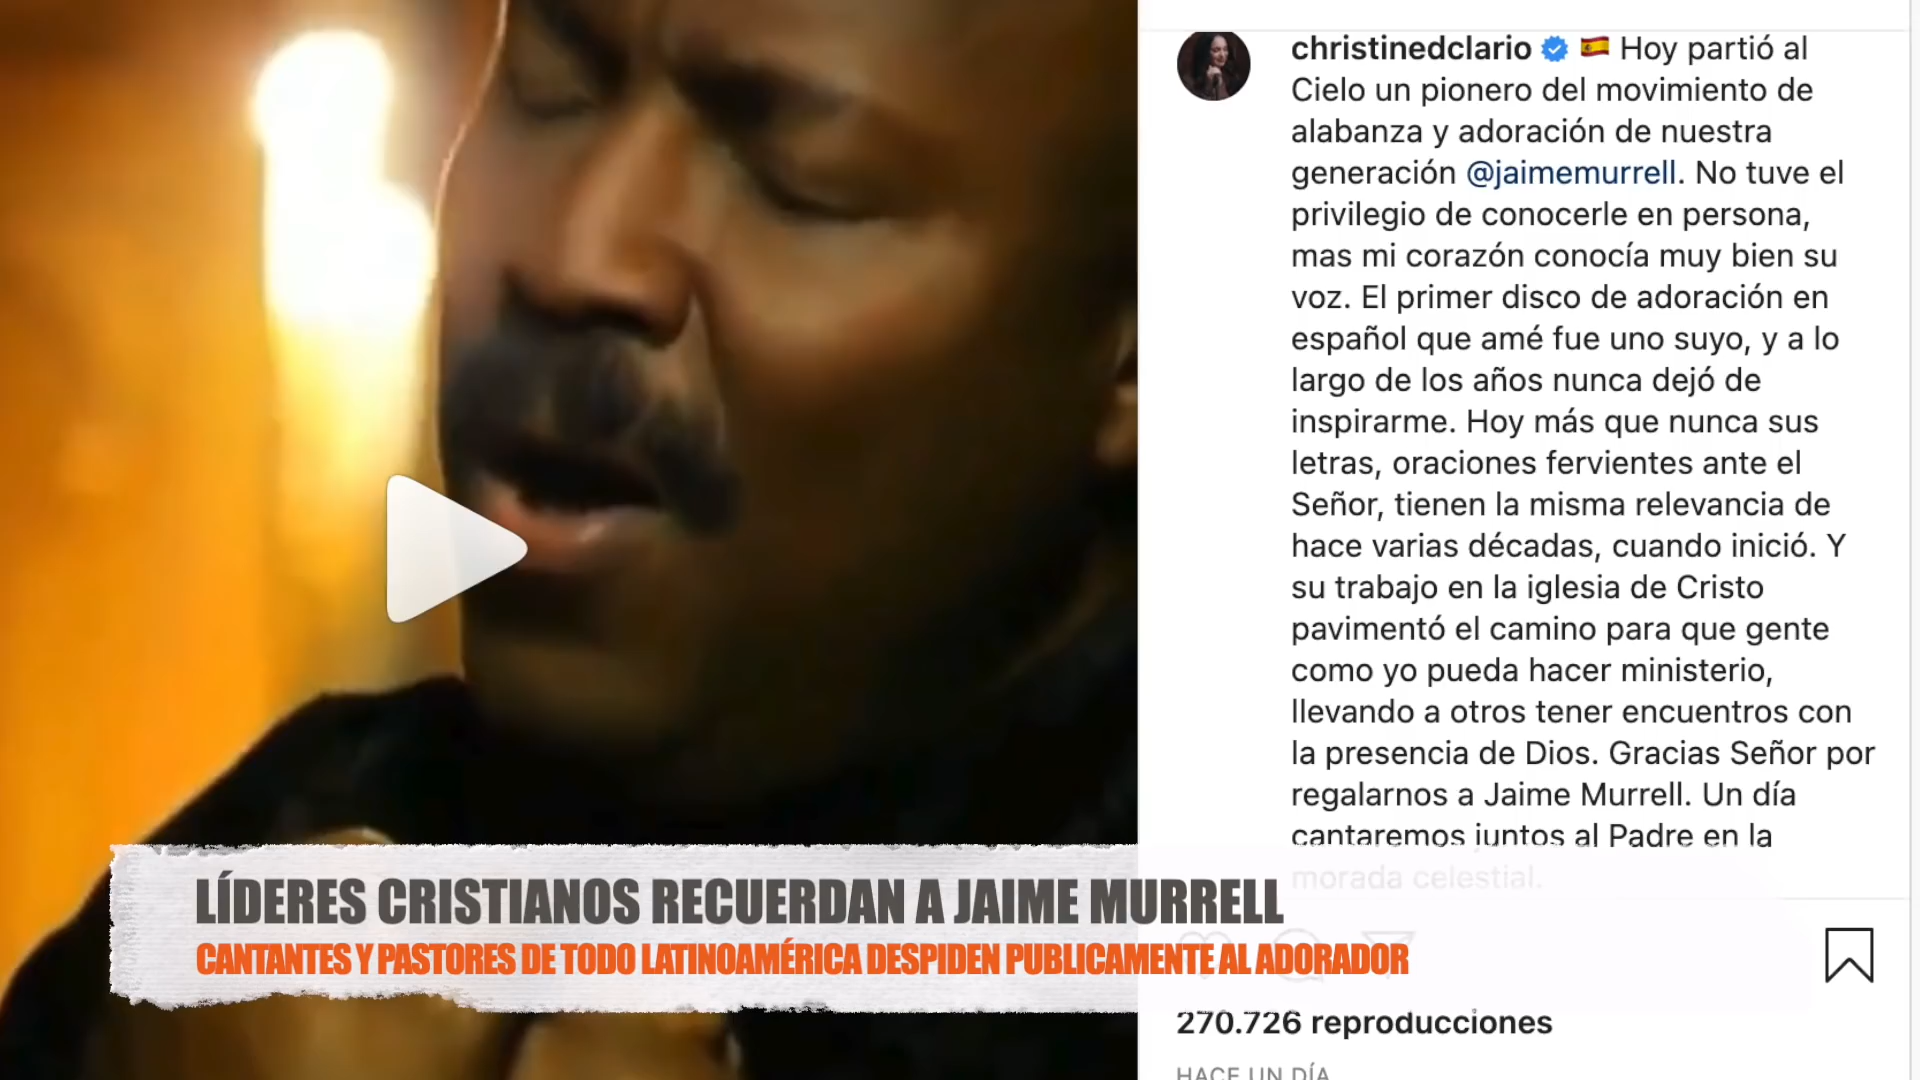 christinedclario Hoy partió al
Cielo un pionero del movimiento de
alabanza y adoración de nuestra
generación @jaimemurrell. No tuve el
privilegio de conocerle en persona,
mas mi corazón conocía muy bien su
voz. El primer disco de adoración en
español que amé fue uno suyo, y a lo
largo de los años nunca dejó de
inspirarme. Hoy más que nunca sus
letras, oraciones fervientes ante el
Señor, tienen la misma relevancia de
hace varias décadas, cuando inició. Y
su trabajo en la iglesia de Cristo
pavimentó el camino para que gente
como yo pueda hacer ministerio,
llevando a otros tener encuentros con
la presencia de Dios. Gracias Señor por
regalarnos a Jaime Murrell. Un día
cantaremos juntos al Padre en la
morada celestial.
LÍDERES CRISTIANOS RECUERDAN A JAIME MURRELL
CANTANTES Y PASTORES DE TODO LATINOAMÉRICA DESPIDEN PUBLICAMENTE AL ADORADOR
270.726 reproducciones
HACE UN DÍA